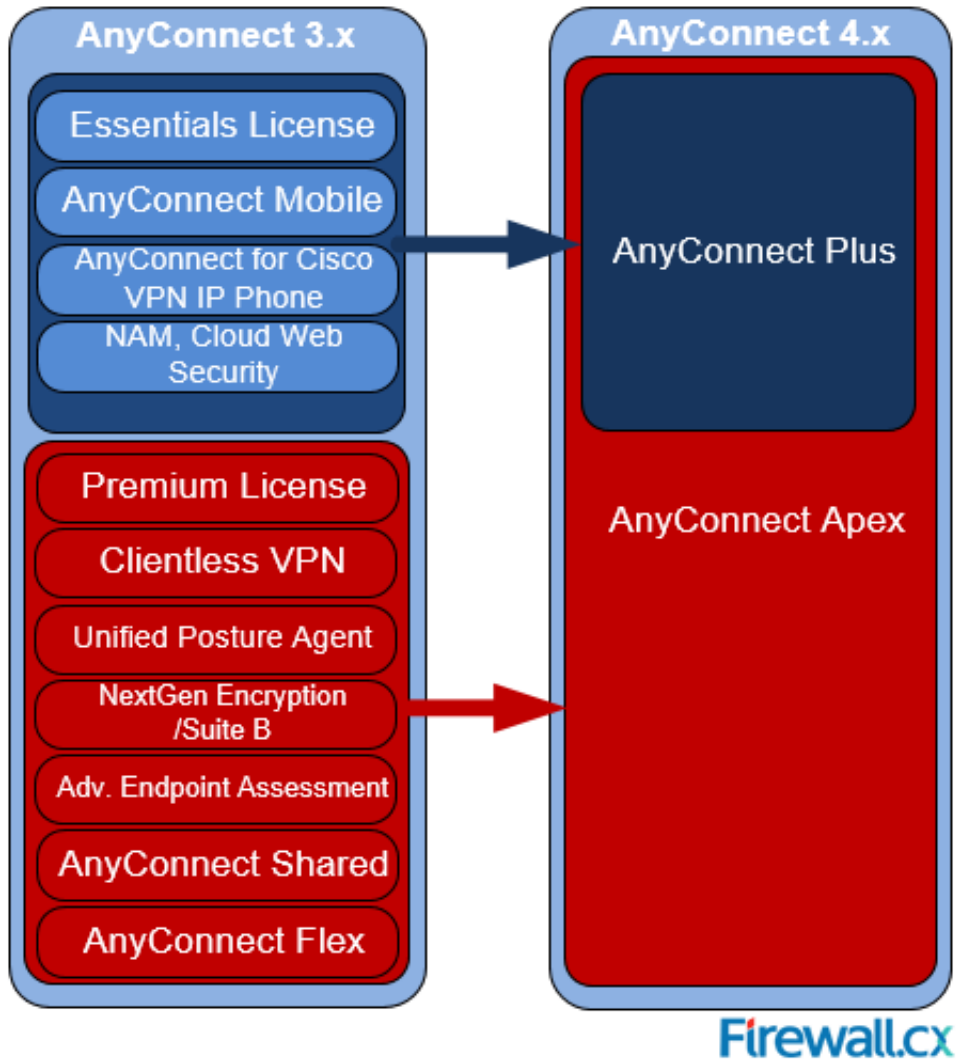 AnyConnect 3.x
Essentials License
AnyConnect Mobile
AnyConnect for Cisco
VPN IP Phone
NAM, Cloud Web
Security
Premium License
Clientless VPN
Unified Posture Agent
NextGen Encryption
/Suite B
Adv. Endpoint Assessment
AnyConnect Shared
AnyConnect Flex
AnyConnect 4.x
AnyConnect Plus
AnyConnect Apex
Firewall.cx